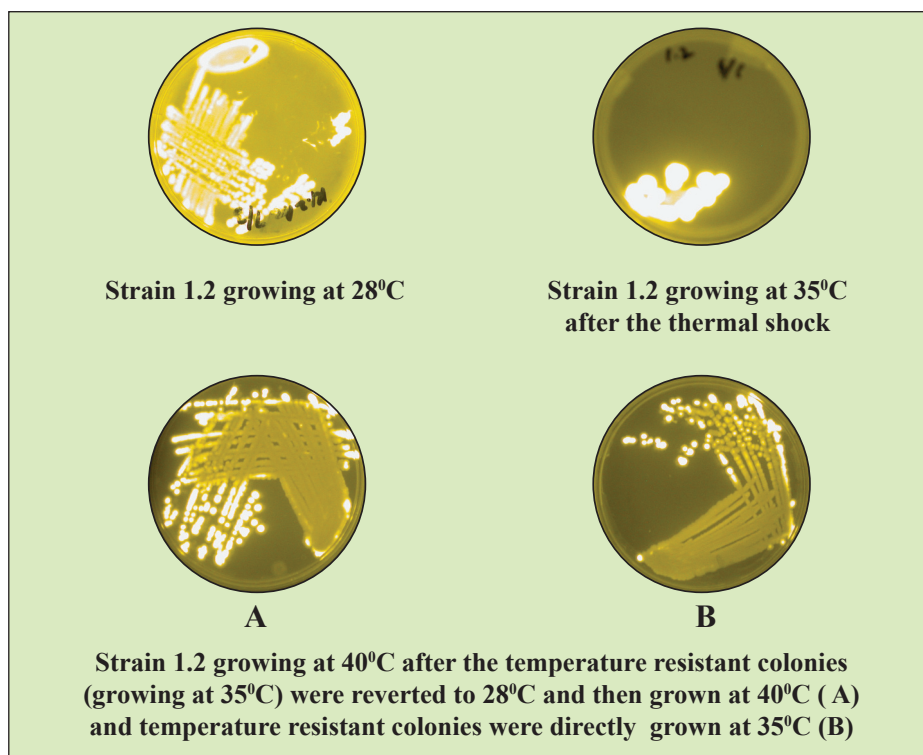 1.2
Strain 1.2 growing at 28⁰C
Strain 1.2 growing at 35⁰C
after the thermal shock
A
B
Strain 1.2 growing at 40⁰C after the temperature resistant colonies
(growing at 35⁰C) were reverted to 28⁰C and then grown at 40⁰C ( A)
and temperature resistant colonies were directly grown at 35⁰C (B)